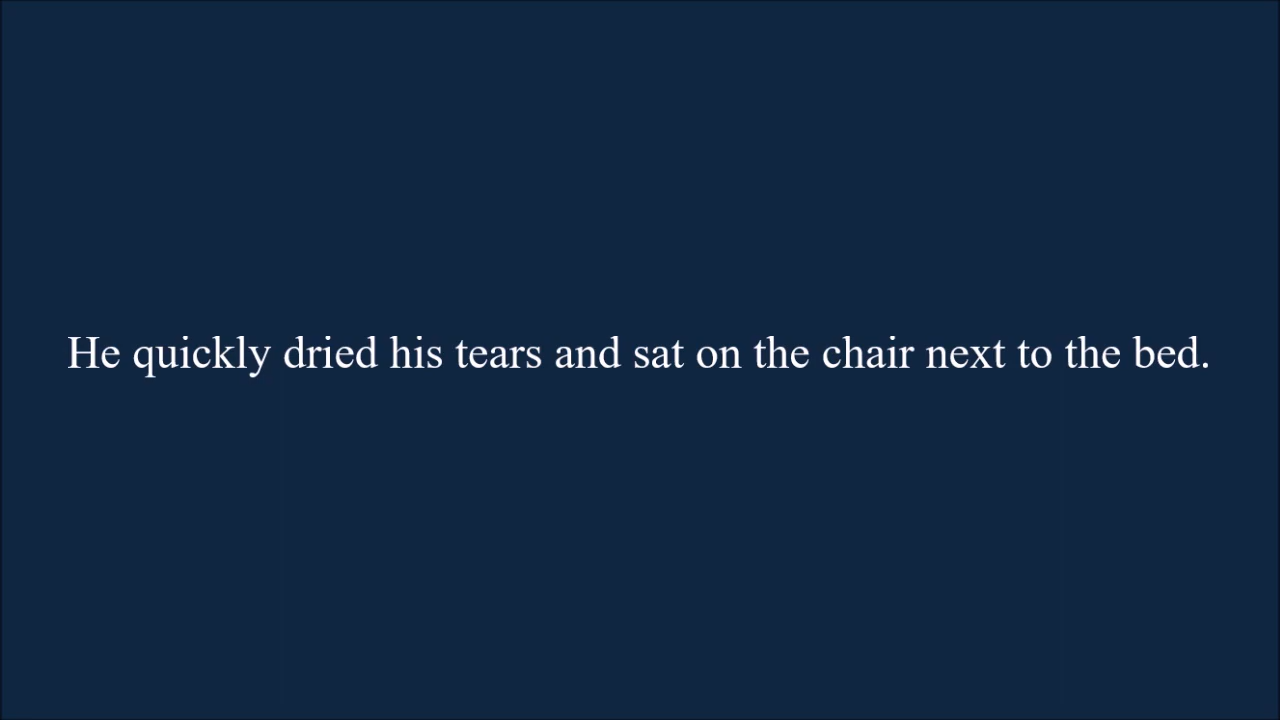 He quickly dried his tears and sat on the chair next to the bed.